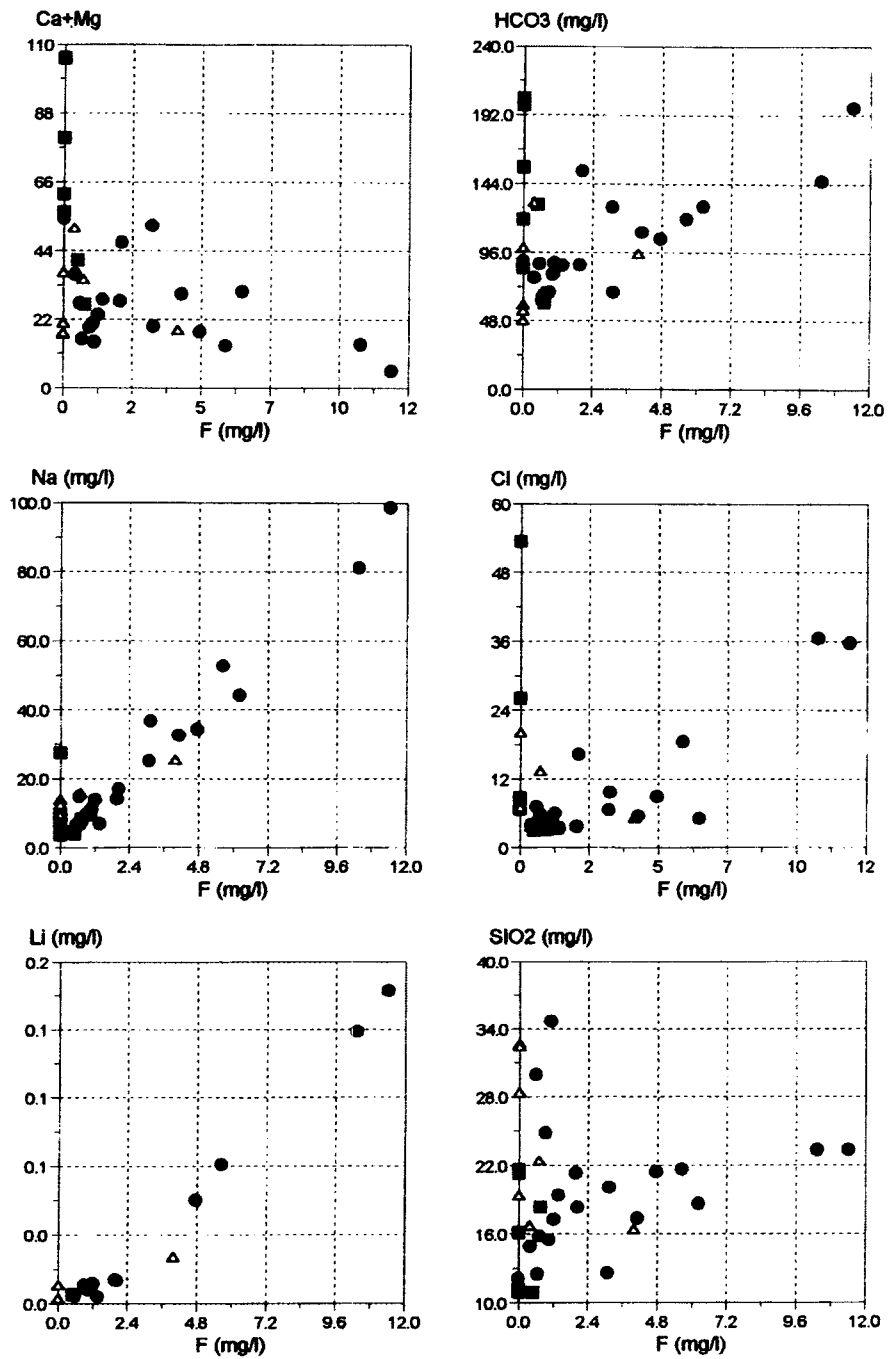 Ca+Mg
110
88
66
44
22
0
0 2 5 7 10 12
F (mg/l)
HCO3 (mg/l)
240.0
192.0
144.0
96.0
48.0
0.0
0.0 2.4 4.8 7.2 9.6 12.0
F (mg/l)
Na (mg/l)
100.0
80.0
60.0
40.0
20.0
0.0
0.0 2.4 4.8 7.2 9.6 12.0
F (mg/l)
Cl (mg/l)
60
48
36
24
12
0
0 2 5 7 10 12
F (mg/l)
Li (mg/l)
0.2
0.1
0.1
0.1
0.0
0.0
0.0 2.4 4.8 7.2 9.6 12.0
F (mg/l)
SIO2 (mg/l)
40.0
34.0
28.0
22.0
16.0
10.0
0.0 2.4 4.8 7.2 9.6 12.0
F (mg/l)